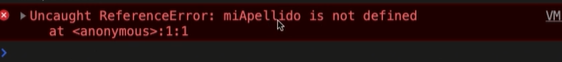 Uncaught ReferenceError: miApellido is not defined
at <anonymous>:1:1
VM